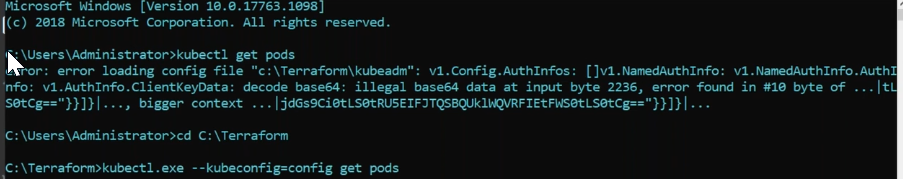 Microsoft Windows [Version 10.0.17763.1098]
(c) 2018 Microsoft Corporation. All rights reserved.
C:\Users\Administrator>kubectl get pods
Error: error loading config file "c:\Terraform\kubeadm": v1.Config.AuthInfos: []v1.NamedAuthInfo: v1.NamedAuthInfo.AuthI
nfo: v1.AuthInfo.ClientKeyData: decode base64: illegal base64 data at input byte 2236, error found in #10 byte of ...|tL
S0tCg=="}}]}|..., bigger context ...|jdGs9Ci0tLS0tRU5EIFJTQSBQUklWQVRFIEtFWS0tLS0tCg=="}}]}|...
C:\Users\Administrator>cd C:\Terraform
C:\Terraform>kubectl.exe --kubeconfig=config get pods